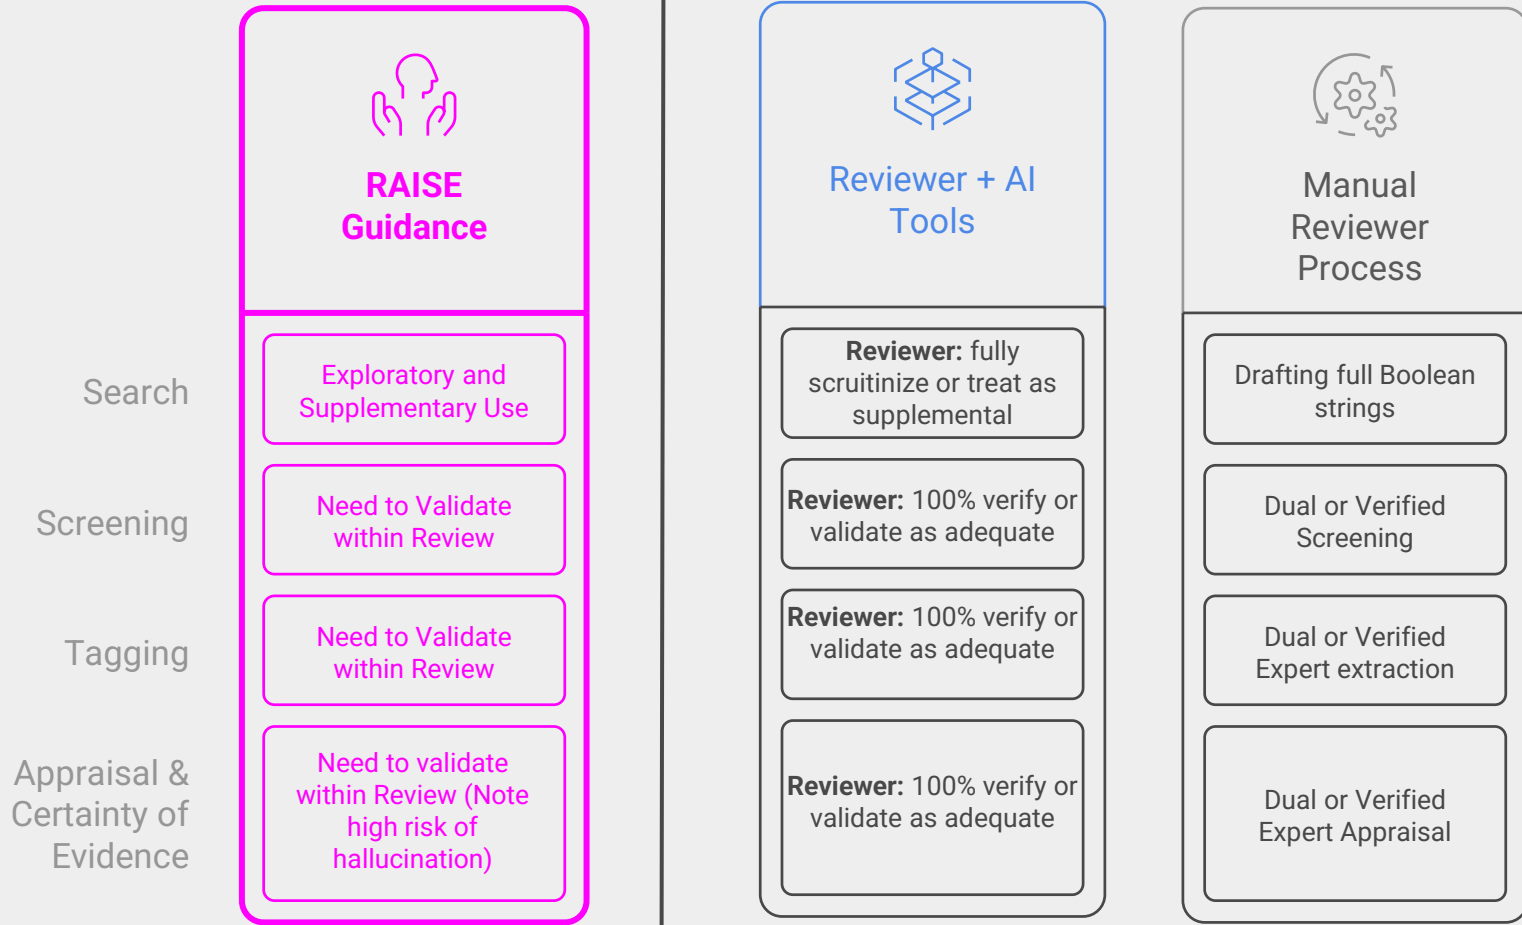 RAISE
Guidance
Reviewer + AI
Tools
Manual
Reviewer
Process
Search
Exploratory and
Supplementary Use
Reviewer: fully
scruitinize or treat as
supplemental
Drafting full Boolean
strings
Screening
Need to Validate
within Review
Reviewer: 100% verify or
validate as adequate
Dual or Verified
Screening
Tagging
Need to Validate
within Review
Reviewer: 100% verify or
validate as adequate
Dual or Verified
Expert extraction
Appraisal &
Certainty of
Evidence
Need to validate
within Review (Note
high risk of
hallucination)
Reviewer: 100% verify or
validate as adequate
Dual or Verified
Expert Appraisal